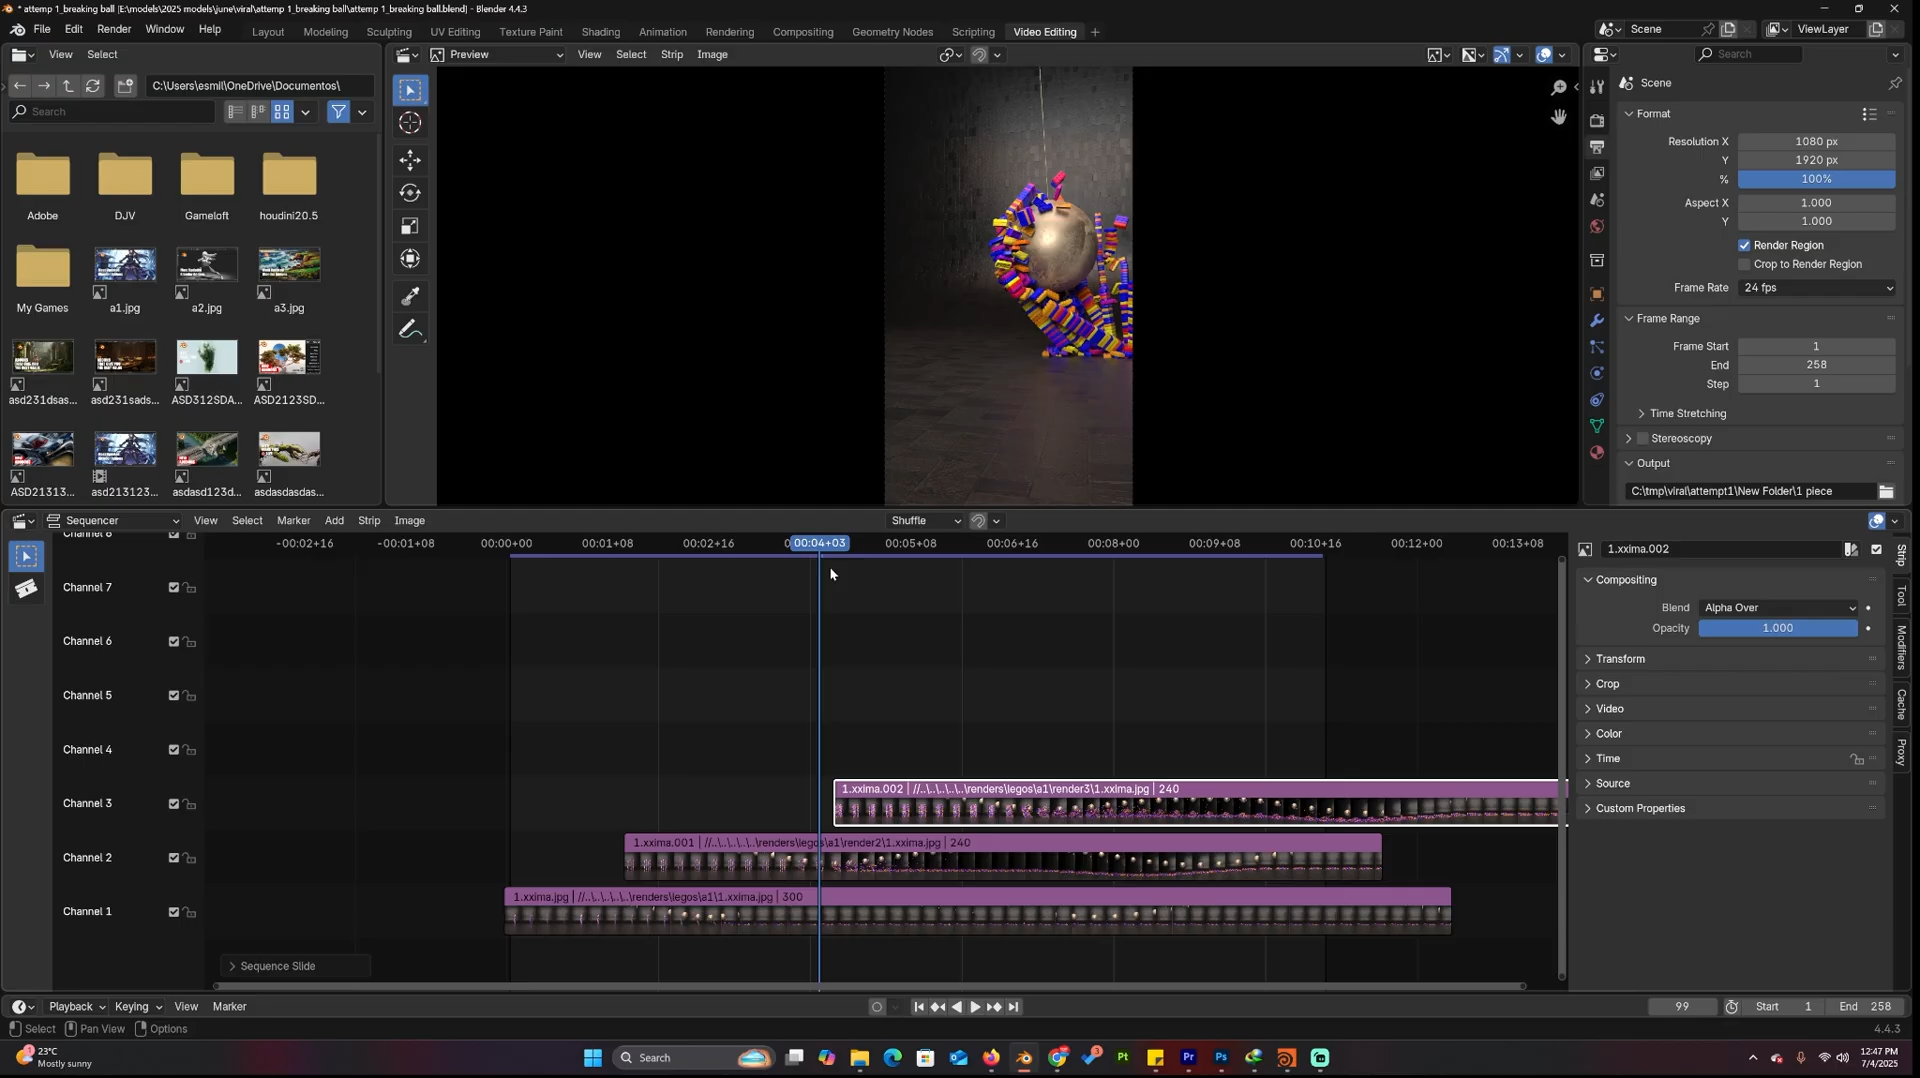 * attemp 1_breaking ball [E:\models\2025 models\june\viral\attemp 1_breaking ball\attemp 1_breaking ball.blend] - Blender 4.4.3
File Edit Render Window Help
Layout Modeling Sculpting UV Editing Texture Paint Shading Animation Rendering Compositing Geometry Nodes Scripting Video Editing +
Scene ViewLayer
View Select
Preview View Select Strip Image
Search
C:\Users\esmil\OneDrive\Documentos\
Search
Adobe DJV Gameloft houdini20.5
My Games a1.jpg a2.jpg a3.jpg
asd231dsas... asd231sads... ASD312SDA... ASD2123SD...
ASD21313... asd213123... asdasd123d... asdasdasdas...
Scene
Format
Resolution X 1080 px
Y 1920 px
% 100%
Aspect X 1.000
Y 1.000
Render Region
Crop to Render Region
Frame Rate 24 fps
Frame Range
Frame Start 1
End 258
Step 1
Time Stretching
Stereoscopy
Output
C:\tmp\viral\attempt1\New Folder\1 piece
Sequencer View Select Marker Add Strip Image Shuffle
-00:02+16 -00:01+08 00:00+00 00:01+08 00:02+16 00:04+03 00:05+08 00:06+16 00:08+00 00:09+08 00:10+16 00:12+00 00:13+08
Channel 8
Channel 7
Channel 6
Channel 5
Channel 4
Channel 3
Channel 2
Channel 1
1.xxima.002 | //..\..\..\..\..\renders\legos\a1\render3\1.xxima.jpg | 240
1.xxima.001 | //..\..\..\..\..\renders\legos\a1\render2\1.xxima.jpg | 240
1.xxima.jpg | //..\..\..\..\..\renders\legos\a1\1.xxima.jpg | 300
Sequence Slide
1.xxima.002
Compositing
Blend Alpha Over
Opacity 1.000
Transform
Crop
Video
Color
Time
Source
Custom Properties
Strip
Tool
Modifiers
Cache
Proxy
Playback Keying View Marker
99 Start 1 End 258
Select Pan View Options
4.4.3
23°C
Mostly sunny
Search
12:47 PM
7/4/2025